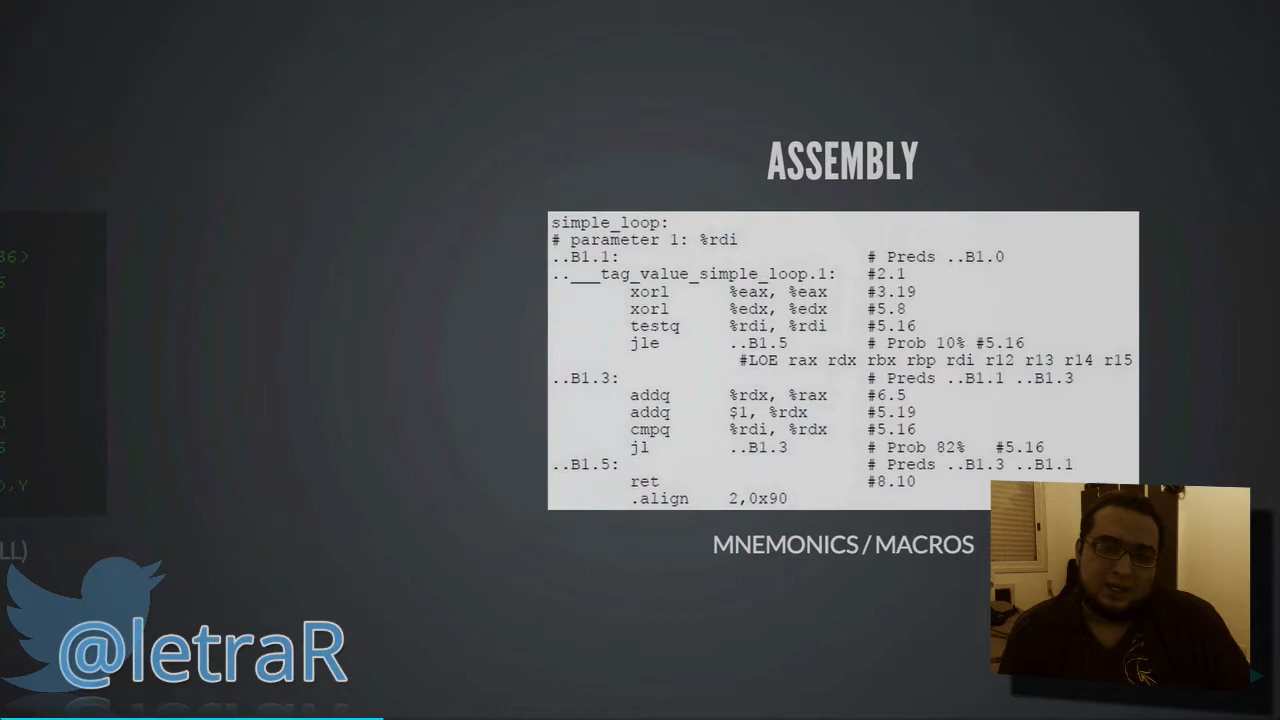 ASSEMBLY
simple_loop:
# parameter 1: %rdi
..B1.1: # Preds ..B1.0
..___tag_value_simple_loop.1: #2.1
xorl %eax, %eax #3.19
xorl %edx, %edx #5.8
testq %rdi, %rdi #5.16
jle ..B1.5 # Prob 10% #5.16
#LOE rax rdx rbx rbp rdi r12 r13 r14 r15
..B1.3: # Preds ..B1.1 ..B1.3
addq %rdx, %rax #6.5
addq $1, %rdx #5.19
cmpq %rdi, %rdx #5.16
jl ..B1.3 # Prob 82% #5.16
..B1.5: # Preds ..B1.3 ..B1.1
ret #8.10
.align 2,0x90
MNEMONICS / MACROS
LL)
@letraR